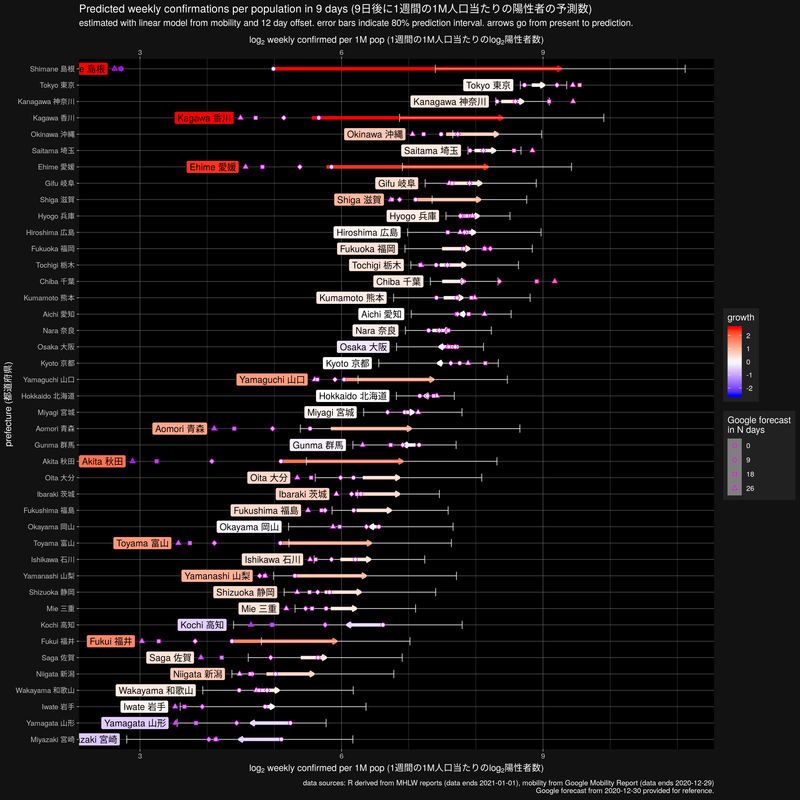 Predicted weekly confirmations per population in 9 days (9日後に1週間の1M人口当たりの陽性者の予測数)
estimated with linear model from mobility and 12 day offset. error bars indicate 80% prediction interval. arrows go from present to prediction.
log2 weekly confirmed per 1M pop (1週間の1M人口当たりのlog2陽性者数)
3 6 9
Shimane 島根 島根
Tokyo 東京 Tokyo 東京
Kanagawa 神奈川 Kanagawa 神奈川
Kagawa 香川 Kagawa 香川
Okinawa 沖縄 Okinawa 沖縄
Saitama 埼玉 Saitama 埼玉
Ehime 愛媛 Ehime 愛媛
Gifu 岐阜 Gifu 岐阜
Shiga 滋賀 Shiga 滋賀
Hyogo 兵庫 Hyogo 兵庫
Hiroshima 広島 Hiroshima 広島
Fukuoka 福岡 Fukuoka 福岡
Tochigi 栃木 Tochigi 栃木
Chiba 千葉 Chiba 千葉
Kumamoto 熊本 Kumamoto 熊本
Aichi 愛知 Aichi 愛知
Nara 奈良 Nara 奈良
Osaka 大阪 Osaka 大阪
Kyoto 京都 Kyoto 京都
Yamaguchi 山口 Yamaguchi 山口
Hokkaido 北海道 Hokkaido 北海道
Miyagi 宮城 Miyagi 宮城
Aomori 青森 Aomori 青森
Gunma 群馬 Gunma 群馬
Akita 秋田 Akita 秋田
Oita 大分 Oita 大分
Ibaraki 茨城 Ibaraki 茨城
Fukushima 福島 Fukushima 福島
Okayama 岡山 Okayama 岡山
Toyama 富山 Toyama 富山
Ishikawa 石川 Ishikawa 石川
Yamanashi 山梨 Yamanashi 山梨
Shizuoka 静岡 Shizuoka 静岡
Mie 三重 Mie 三重
Kochi 高知 Kochi 高知
Fukui 福井 Fukui 福井
Saga 佐賀 Saga 佐賀
Niigata 新潟 Niigata 新潟
Wakayama 和歌山 Wakayama 和歌山
Iwate 岩手 Iwate 岩手
Yamagata 山形 Yamagata 山形
Miyazaki 宮崎 zaki 宮崎
3 6 9
log2 weekly confirmed per 1M pop (1週間の1M人口当たりのlog2陽性者数)
prefecture (都道府県)
growth
2
1
0
-1
-2
Google forecast
in N days
0
9
18
26
data sources: R derived from MHLW reports (data ends 2021-01-01), mobility from Google Mobility Report (data ends 2020-12-29)
Google forecast from 2020-12-30 provided for reference.